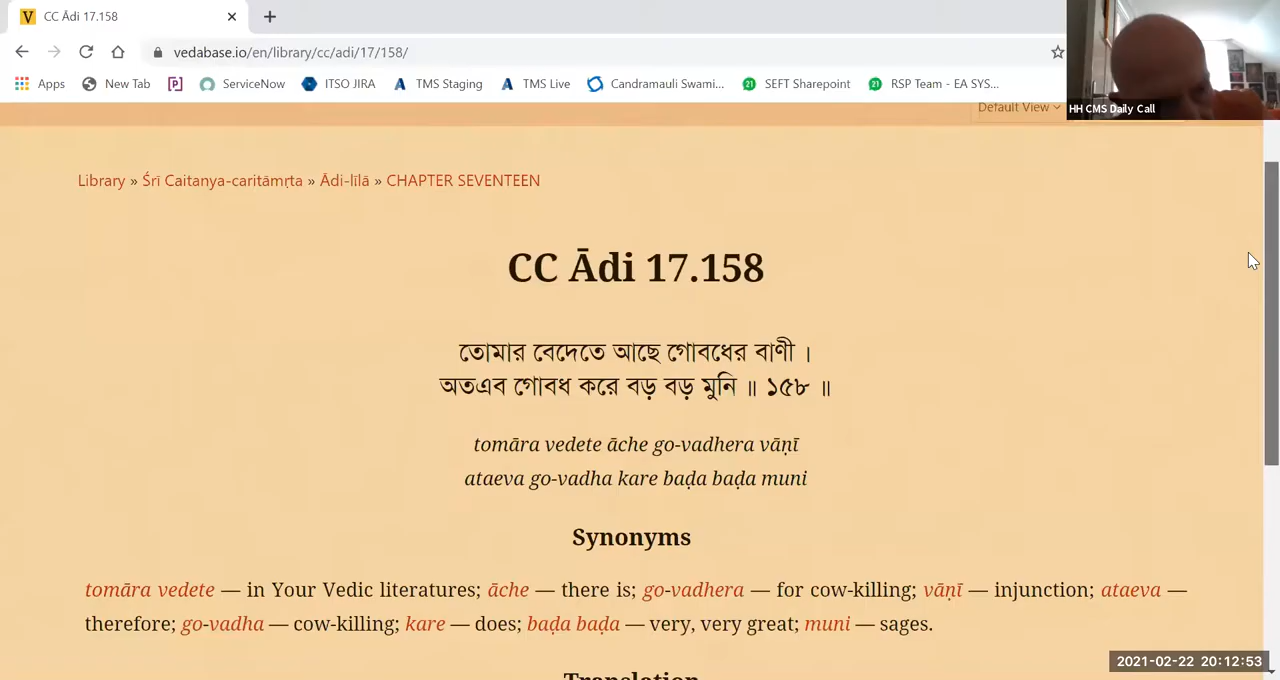 CC Ādi 17.158
vedabase.io/en/library/cc/adi/17/158/
Apps New Tab ServiceNow ITSO JIRA TMS Staging TMS Live Candramauli Swami... 21 SEFT Sharepoint 21 RSP Team - EA SYS...
HH CMS Daily Call
Default View
Library » Śrī Caitanya-caritāmṛta » Ādi-līlā » CHAPTER SEVENTEEN
CC Ādi 17.158
তোমার বেদেতে আছে গোবধের বাণী ।
অতএব গোবধ করে বড় বড় মুনি ॥ ১৫৮ ॥
tomāra vedete āche go-vadhera vāṇī
ataeva go-vadha kare baḍa baḍa muni
Synonyms
tomāra vedete — in Your Vedic literatures; āche — there is; go-vadhera — for cow-killing; vāṇī — injunction; ataeva —
therefore; go-vadha — cow-killing; kare — does; baḍa baḍa — very, very great; muni — sages.
Translation
2021-02-22 20:12:53